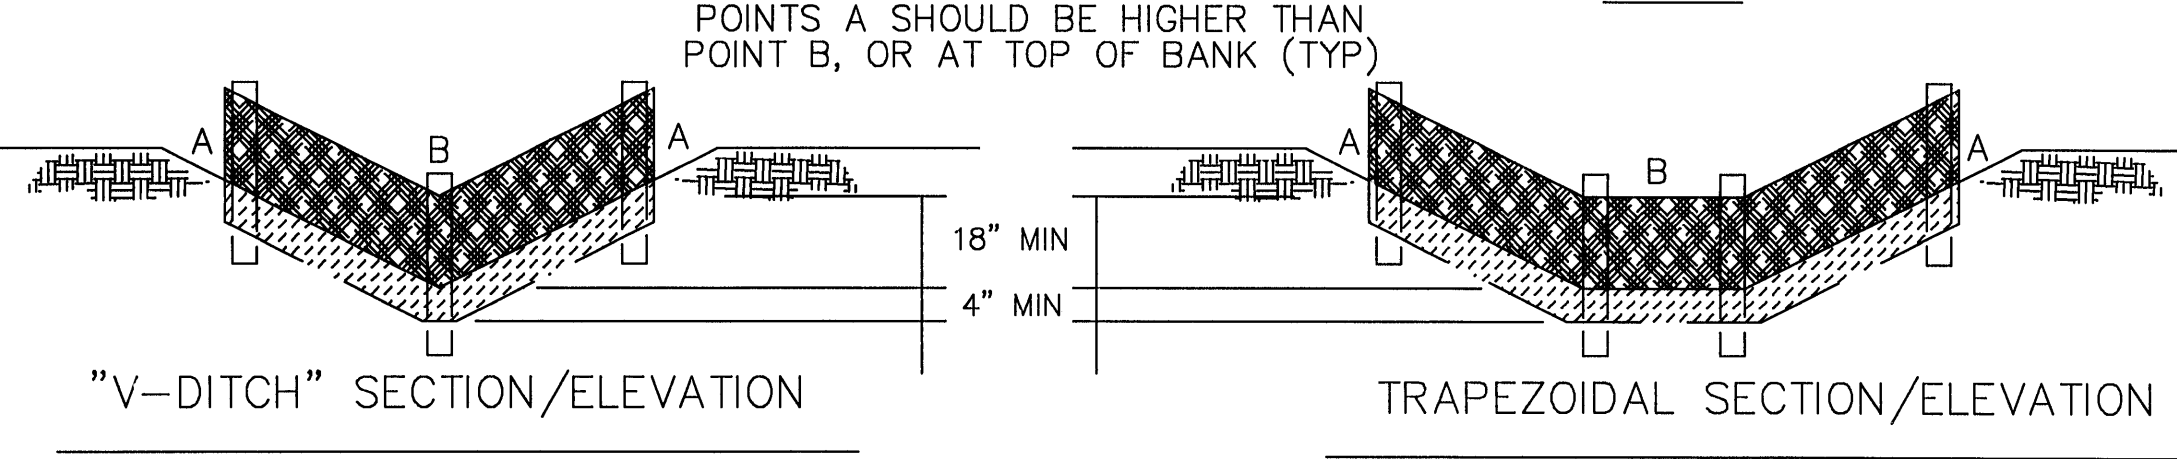 POINTS A SHOULD BE HIGHER THAN
POINT B, OR AT TOP OF BANK (TYP)
A
B
A
A
B
A
18" MIN
4" MIN
"V-DITCH" SECTION/ELEVATION
TRAPEZOIDAL SECTION/ELEVATION